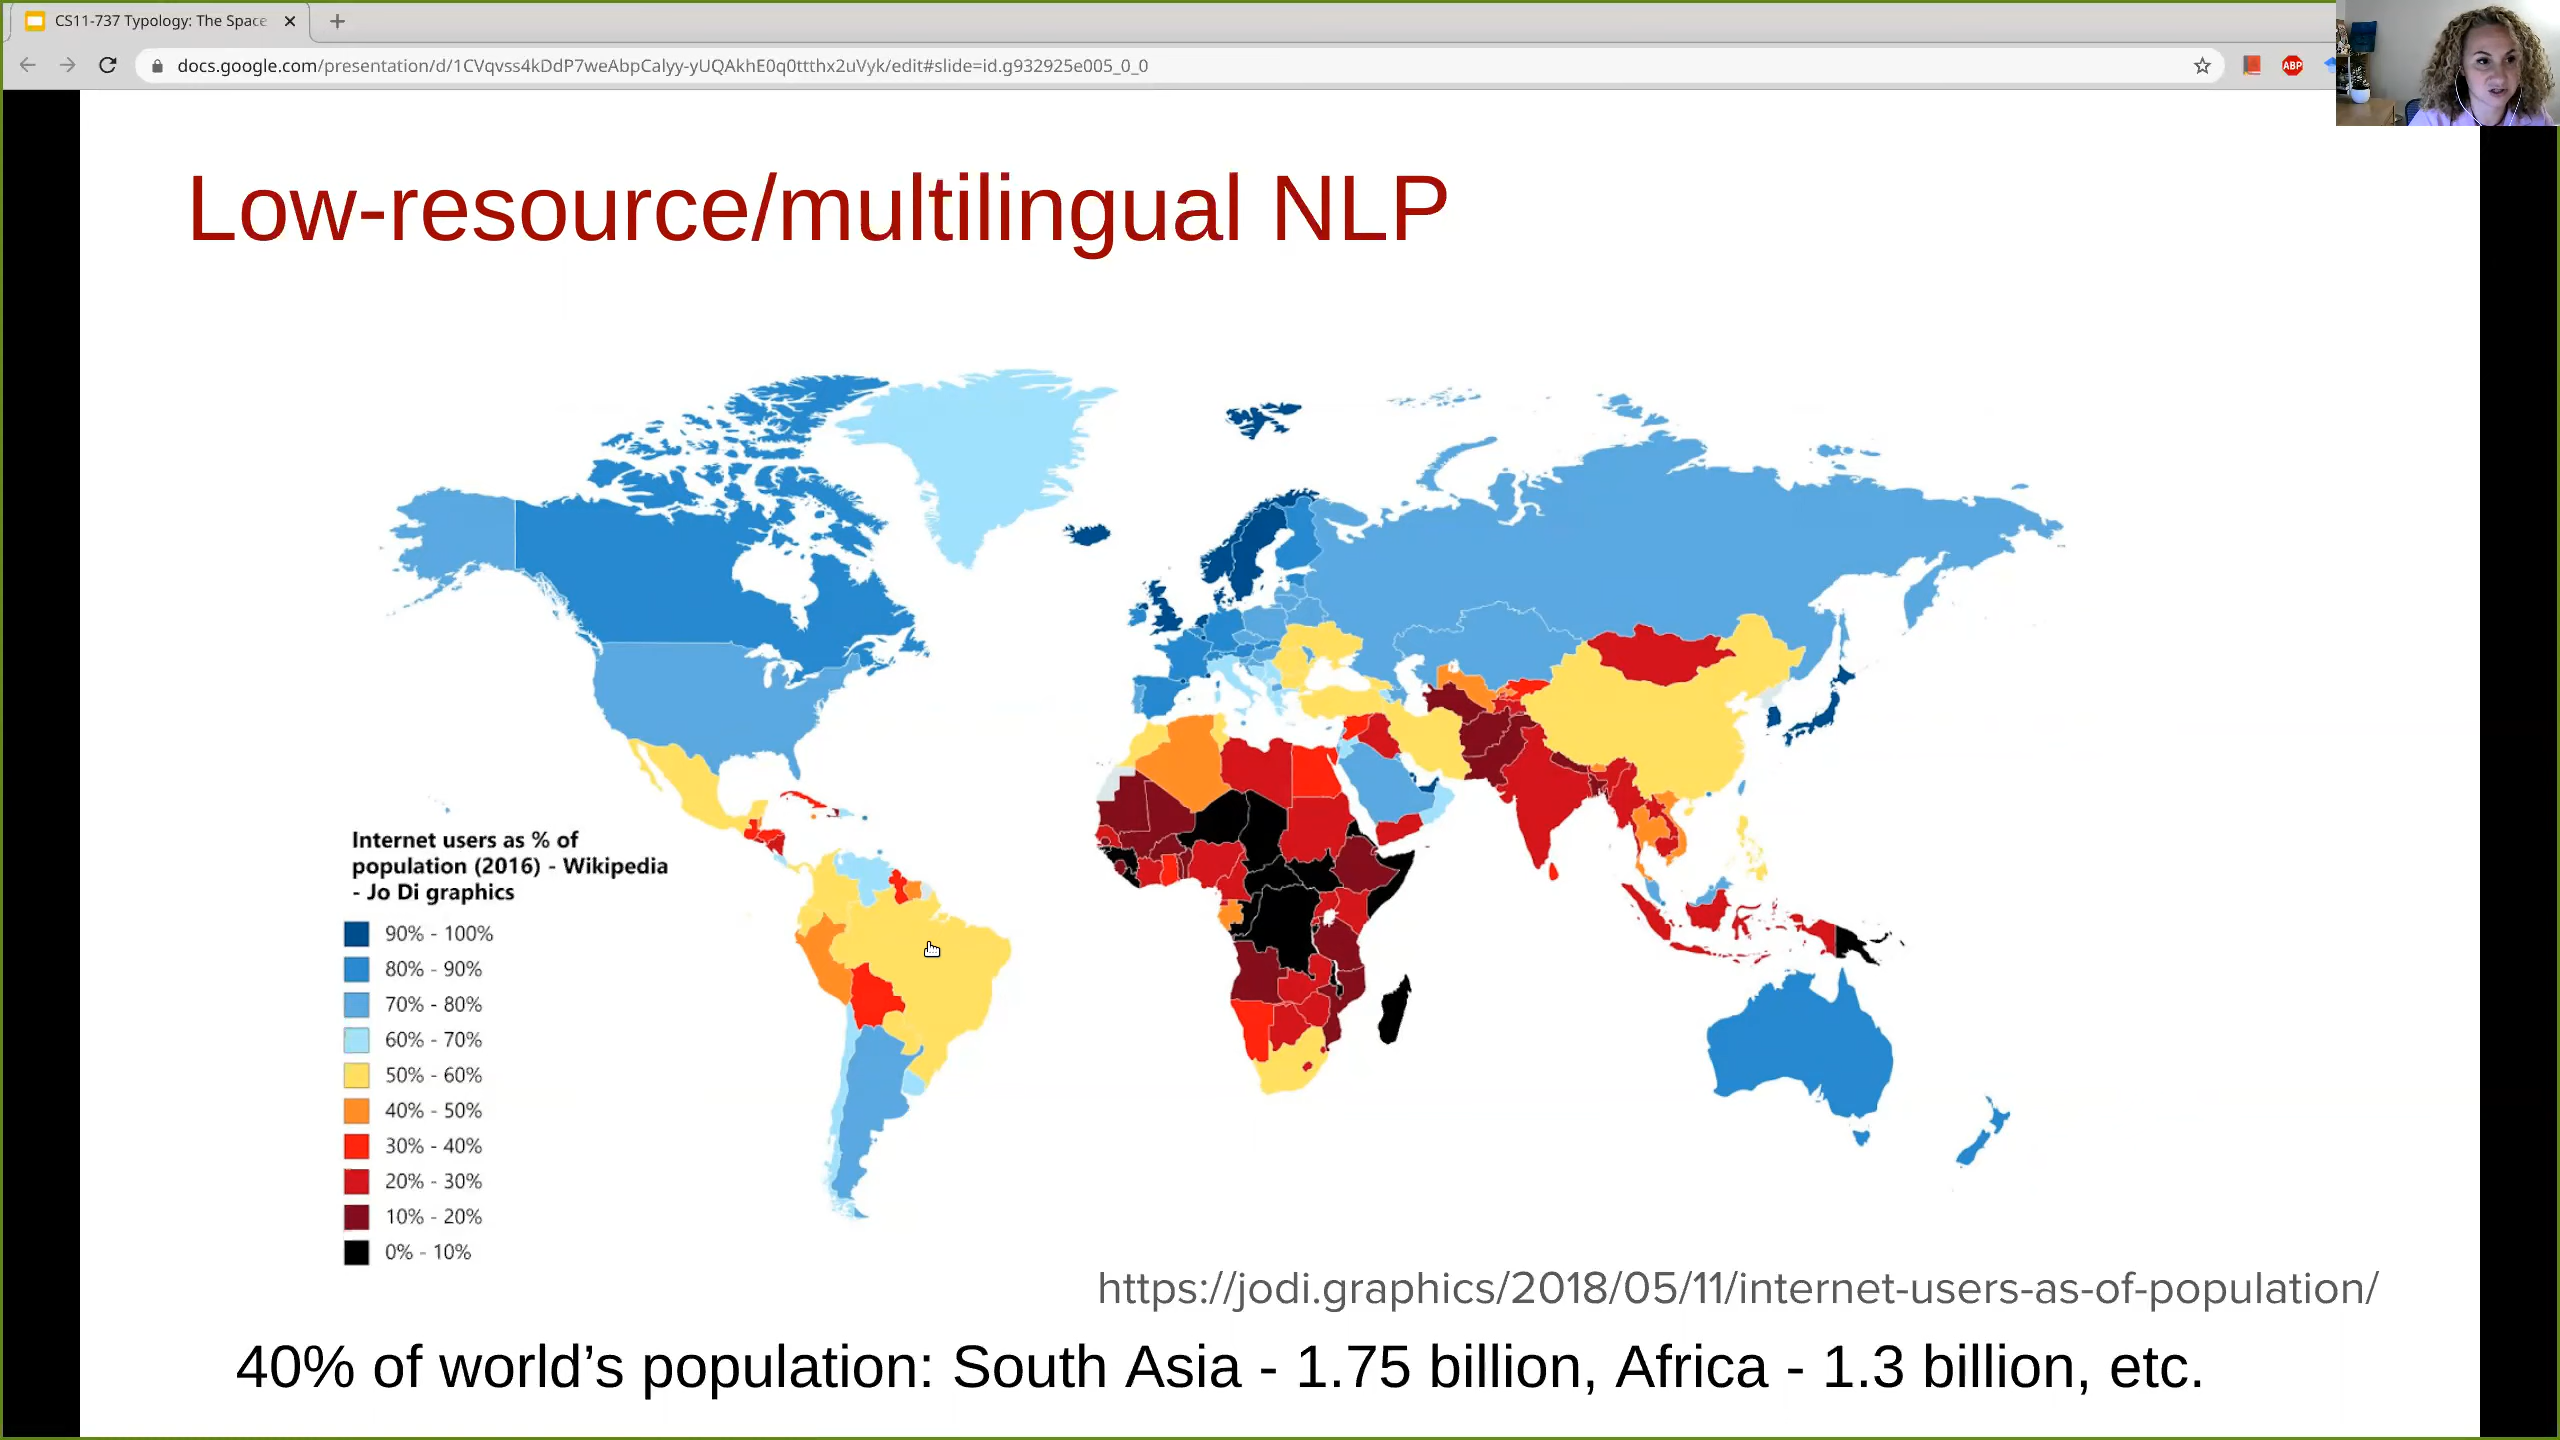 CS11-737 Typology: The Space
docs.google.com/presentation/d/1CVqvss4kDdP7weAbpCalyy-yUQAkhE0q0ttthx2uVyk/edit#slide=id.g932925e005_0_0
ABP
Low-resource/multilingual NLP
Internet users as % of
population (2016) - Wikipedia
- Jo Di graphics
90% - 100%
80% - 90%
70% - 80%
60% - 70%
50% - 60%
40% - 50%
30% - 40%
20% - 30%
10% - 20%
0% - 10%
https://jodi.graphics/2018/05/11/internet-users-as-of-population/
40% of world’s population: South Asia - 1.75 billion, Africa - 1.3 billion, etc.